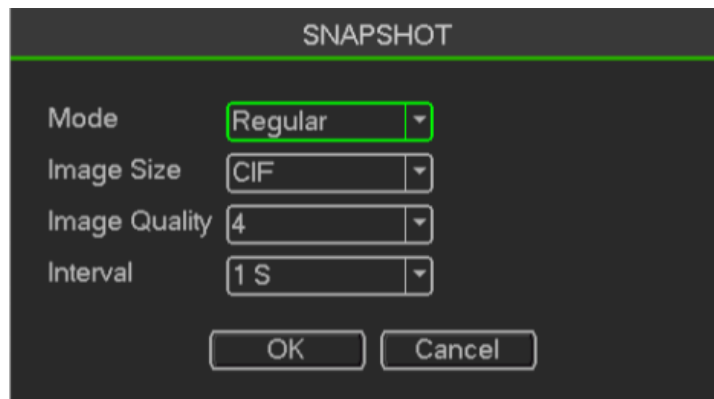 SNAPSHOT
Mode Regular
Image Size CIF
Image Quality 4
Interval 1 S
OK Cancel